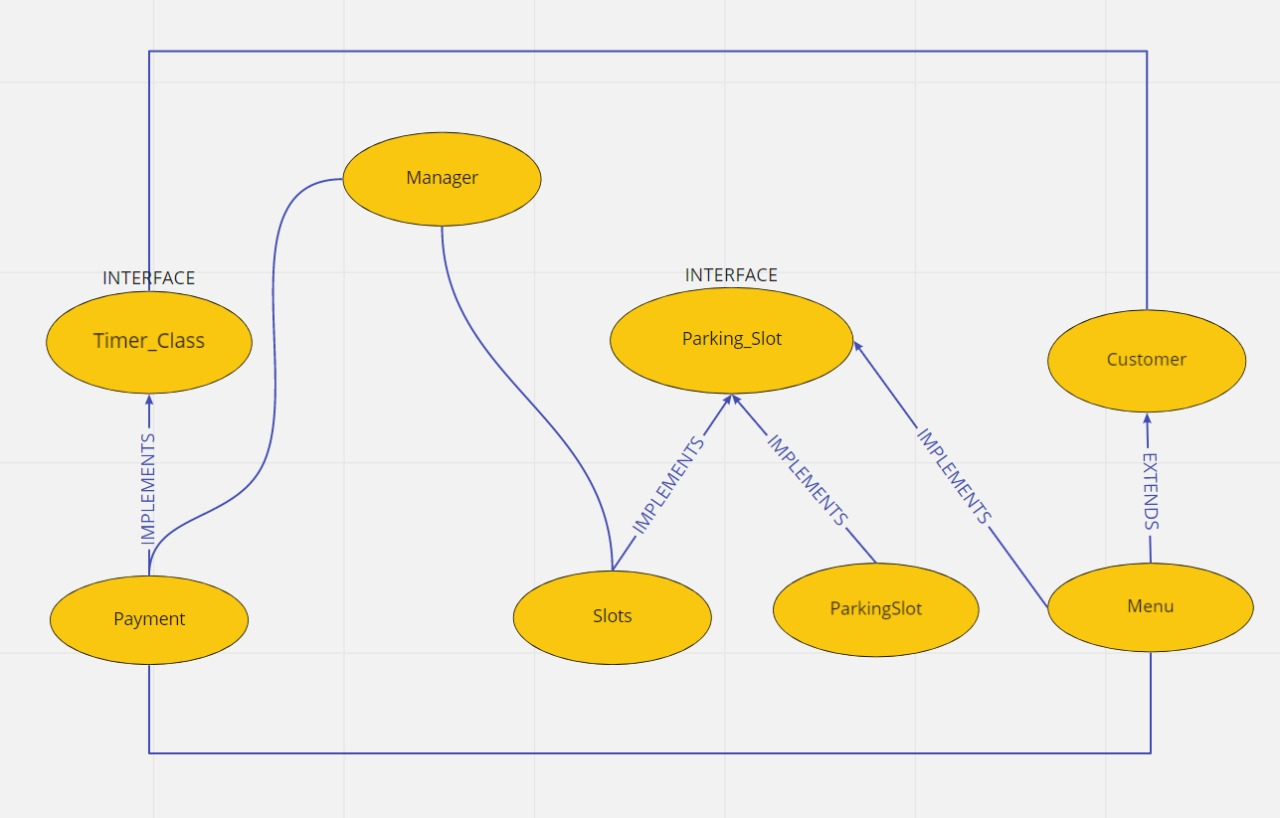 Manager
INTERFACE
INTERFACE
Timer_Class
Parking_Slot
Customer
IMPLEMENTS
IMPLEMENTS
IMPLEMENTS
IMPLEMENTS
EXTENDS
Payment
Slots
ParkingSlot
Menu